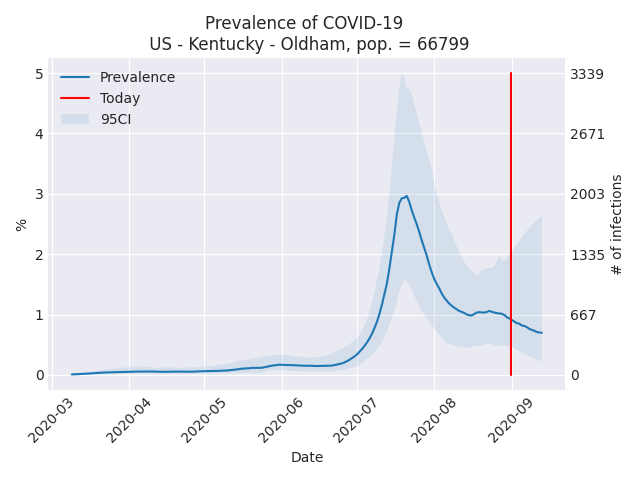 Prevalence of COVID-19
US - Kentucky - Oldham, pop. = 66799
Prevalence
Today
95CI
5
4
3
2
1
0
%
3339
2671
2003
1335
667
0
# of infections
2020-03
2020-04
2020-05
2020-06
2020-07
2020-08
2020-09
Date